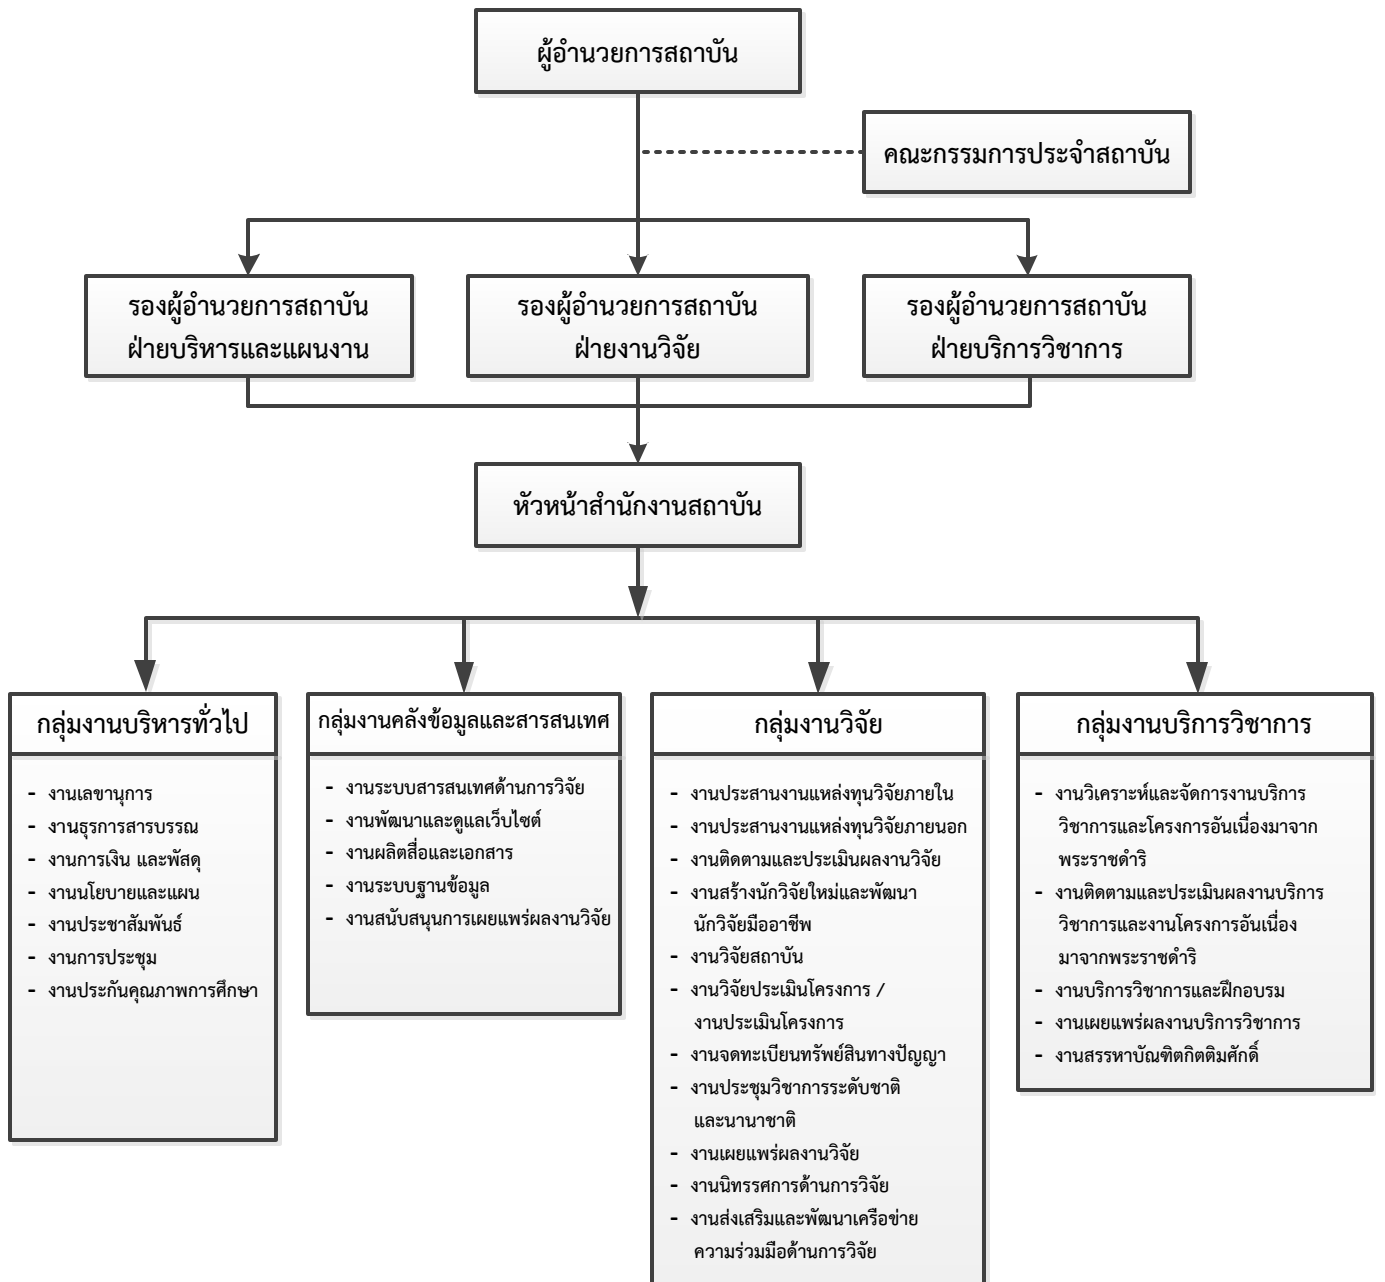 ผู้อำนวยการสถาบัน
คณะกรรมการประจำสถาบัน
รองผู้อำนวยการสถาบัน
ฝ่ายบริหารและแผนงาน
รองผู้อำนวยการสถาบัน
ฝ่ายงานวิจัย
รองผู้อำนวยการสถาบัน
ฝ่ายบริการวิชาการ
หัวหน้าสำนักงานสถาบัน
กลุ่มงานบริหารทั่วไป
- งานเลขานุการ
- งานธุรการสารบรรณ
- งานการเงิน และพัสดุ
- งานนโยบายและแผน
- งานประชาสัมพันธ์
- งานการประชุม
- งานประกันคุณภาพการศึกษา
กลุ่มงานคลังข้อมูลและสารสนเทศ
- งานระบบสารสนเทศด้านการวิจัย
- งานพัฒนาและดูแลเว็บไซต์
- งานผลิตสื่อและเอกสาร
- งานระบบฐานข้อมูล
- งานสนับสนุนการเผยแพร่ผลงานวิจัย
กลุ่มงานวิจัย
- งานประสานงานแหล่งทุนวิจัยภายใน
- งานประสานงานแหล่งทุนวิจัยภายนอก
- งานติดตามและประเมินผลงานวิจัย
- งานสร้างนักวิจัยใหม่และพัฒนา
นักวิจัยมืออาชีพ
- งานวิจัยสถาบัน
- งานวิจัยประเมินโครงการ /
งานประเมินโครงการ
- งานจดทะเบียนทรัพย์สินทางปัญญา
- งานประชุมวิชาการระดับชาติ
และนานาชาติ
- งานเผยแพร่ผลงานวิจัย
- งานนิทรรศการด้านการวิจัย
- งานส่งเสริมและพัฒนาเครือข่าย
ความร่วมมือด้านการวิจัย
กลุ่มงานบริการวิชาการ
- งานวิเคราะห์และจัดการงานบริการ
วิชาการและโครงการอันเนื่องมาจาก
พระราชดำริ
- งานติดตามและประเมินผลงานบริการ
วิชาการและงานโครงการอันเนื่อง
มาจากพระราชดำริ
- งานบริการวิชาการและฝึกอบรม
- งานเผยแพร่ผลงานบริการวิชาการ
- งานสรรหาบัณฑิตกิตติมศักดิ์